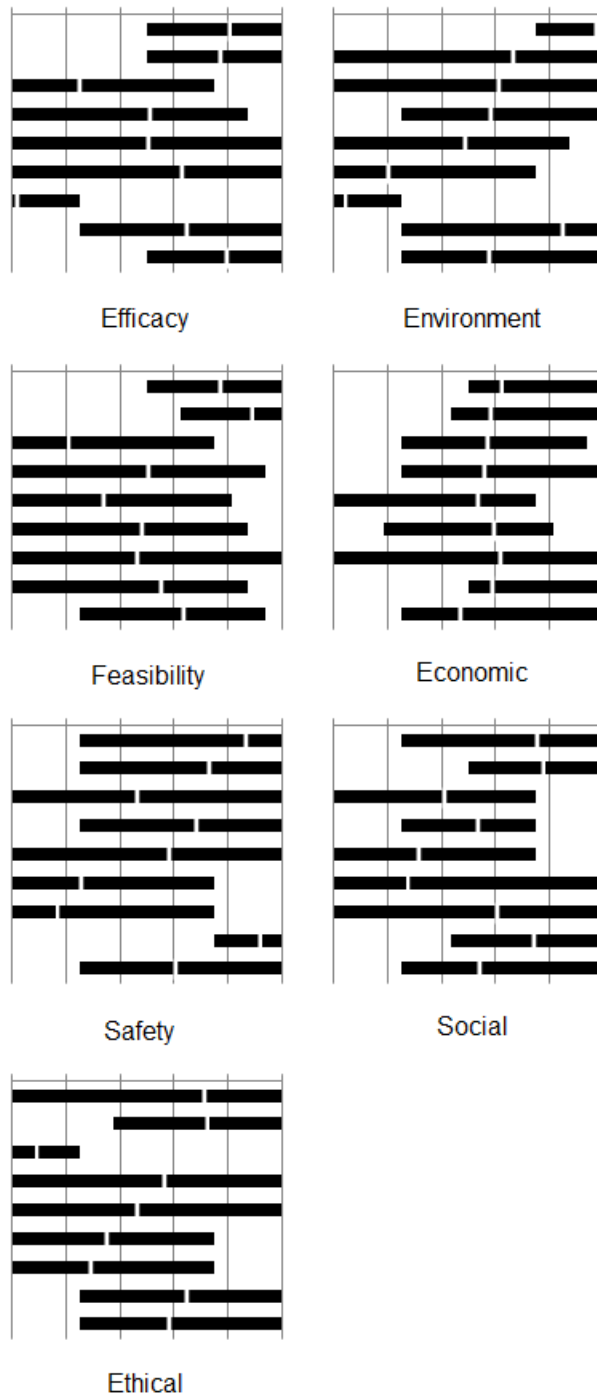 Efficacy
Environment
Feasibility
Economic
Safety
Social
Ethical